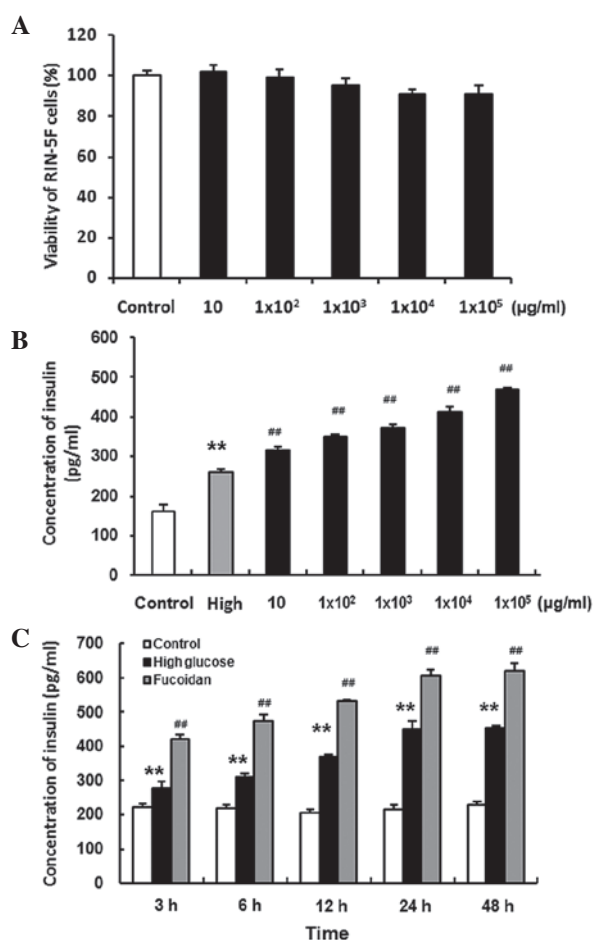 A
Viability of RIN-5F cells (%)
120
100
80
60
40
20
0
Control 10 1x10² 1x10³ 1x10⁴ 1x10⁵ (µg/ml)
B
Concentration of insulin
(pg/ml)
600
500
400
300
200
100
0
**
##
##
##
##
##
Control High 10 1x10² 1x10³ 1x10⁴ 1x10⁵ (µg/ml)
C
Concentration of insulin (pg/ml)
700
600
500
400
300
200
100
0
Control
High glucose
Fucoidan
** ##
** ##
** ##
** ##
** ##
3 h 6 h 12 h 24 h 48 h
Time